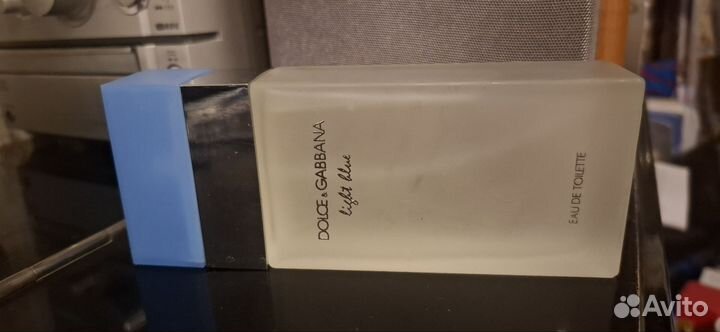 DOLCE & GABBANA
light blue
EAU DE TOILETTE
Avito